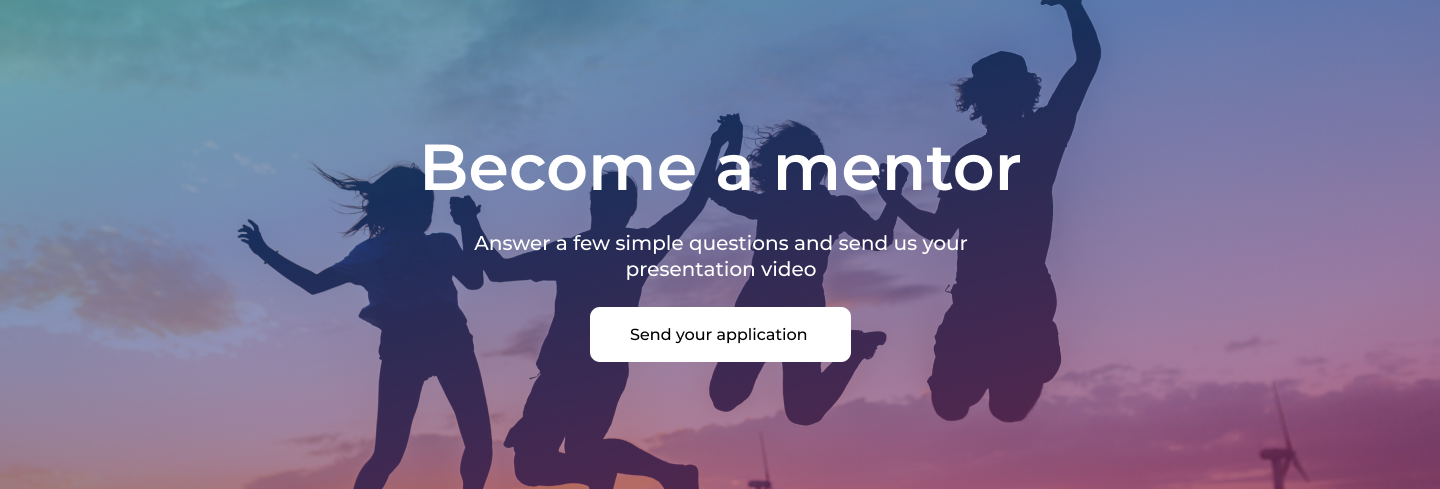 Become a mentor
Answer a few simple questions and send us your
presentation video
Send your application